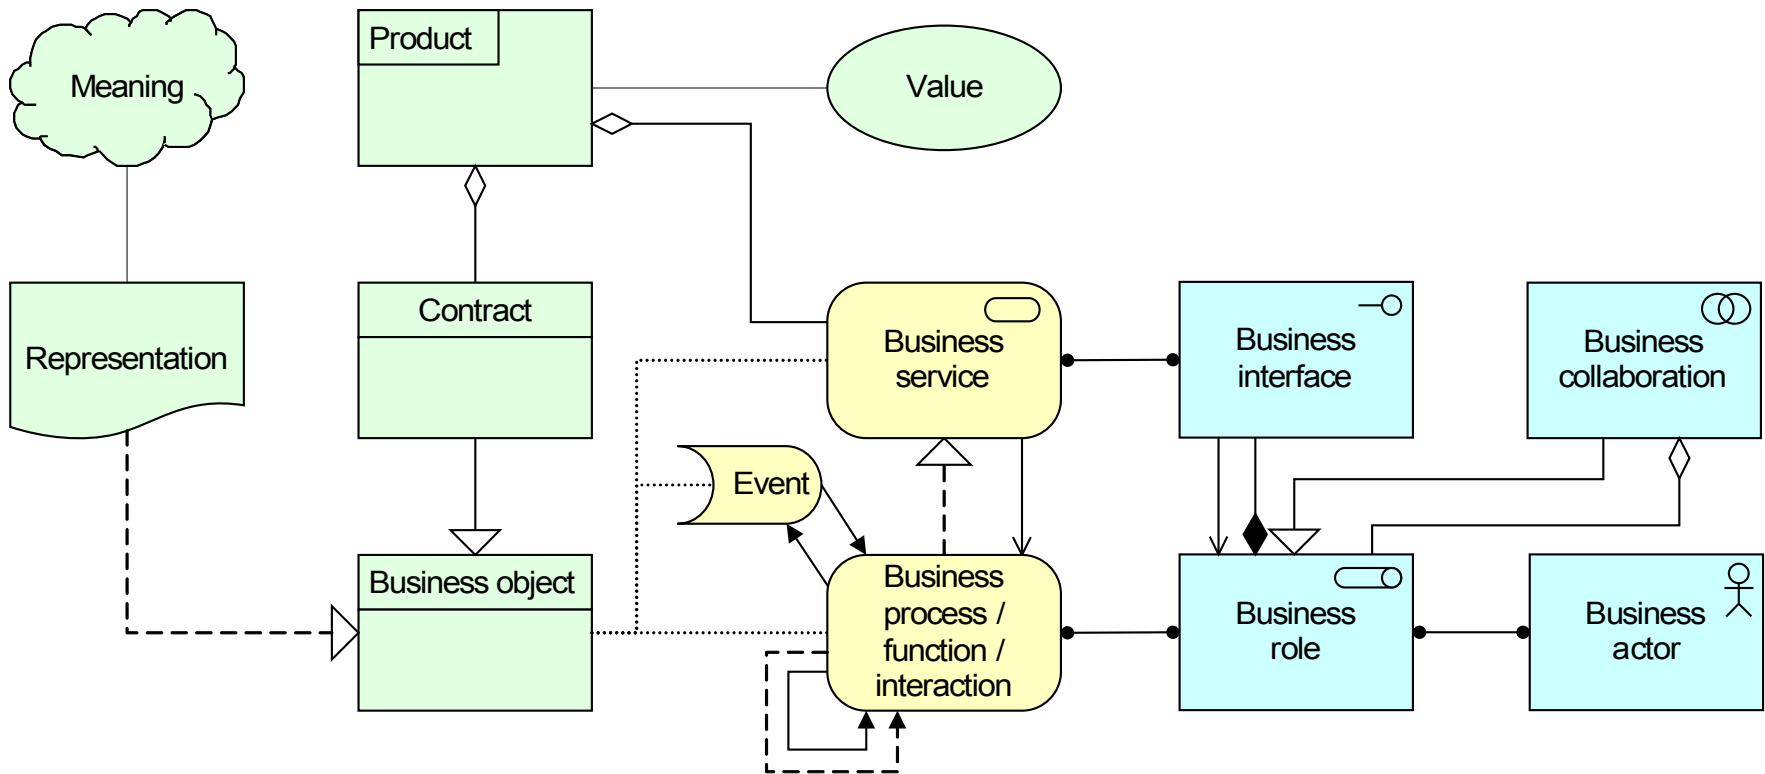 Meaning
Product
Value
Representation
Contract
Business
service
Business
interface
Business
collaboration
Event
Business object
Business
process /
function /
interaction
Business
role
Business
actor